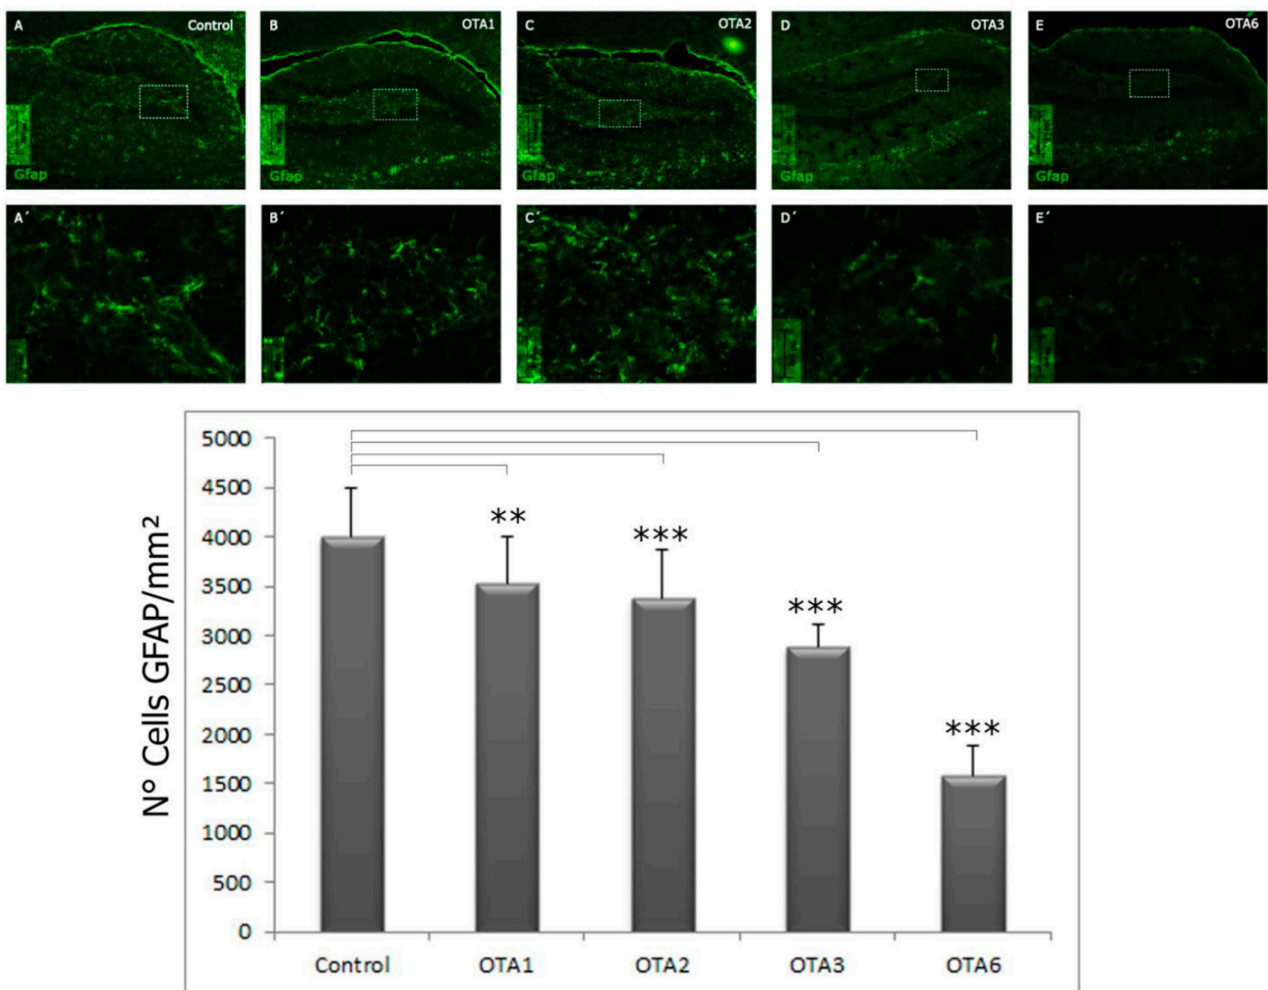 A Control
B OTA1
C OTA2
D OTA3
E OTA6
Gfap
Gfap
Gfap
Gfap
Gfap
A´
B´
C´
D´
E´
N° Cells GFAP/mm²
5000
4500
4000
3500
3000
2500
2000
1500
1000
500
0
**
***
***
***
Control OTA1 OTA2 OTA3 OTA6